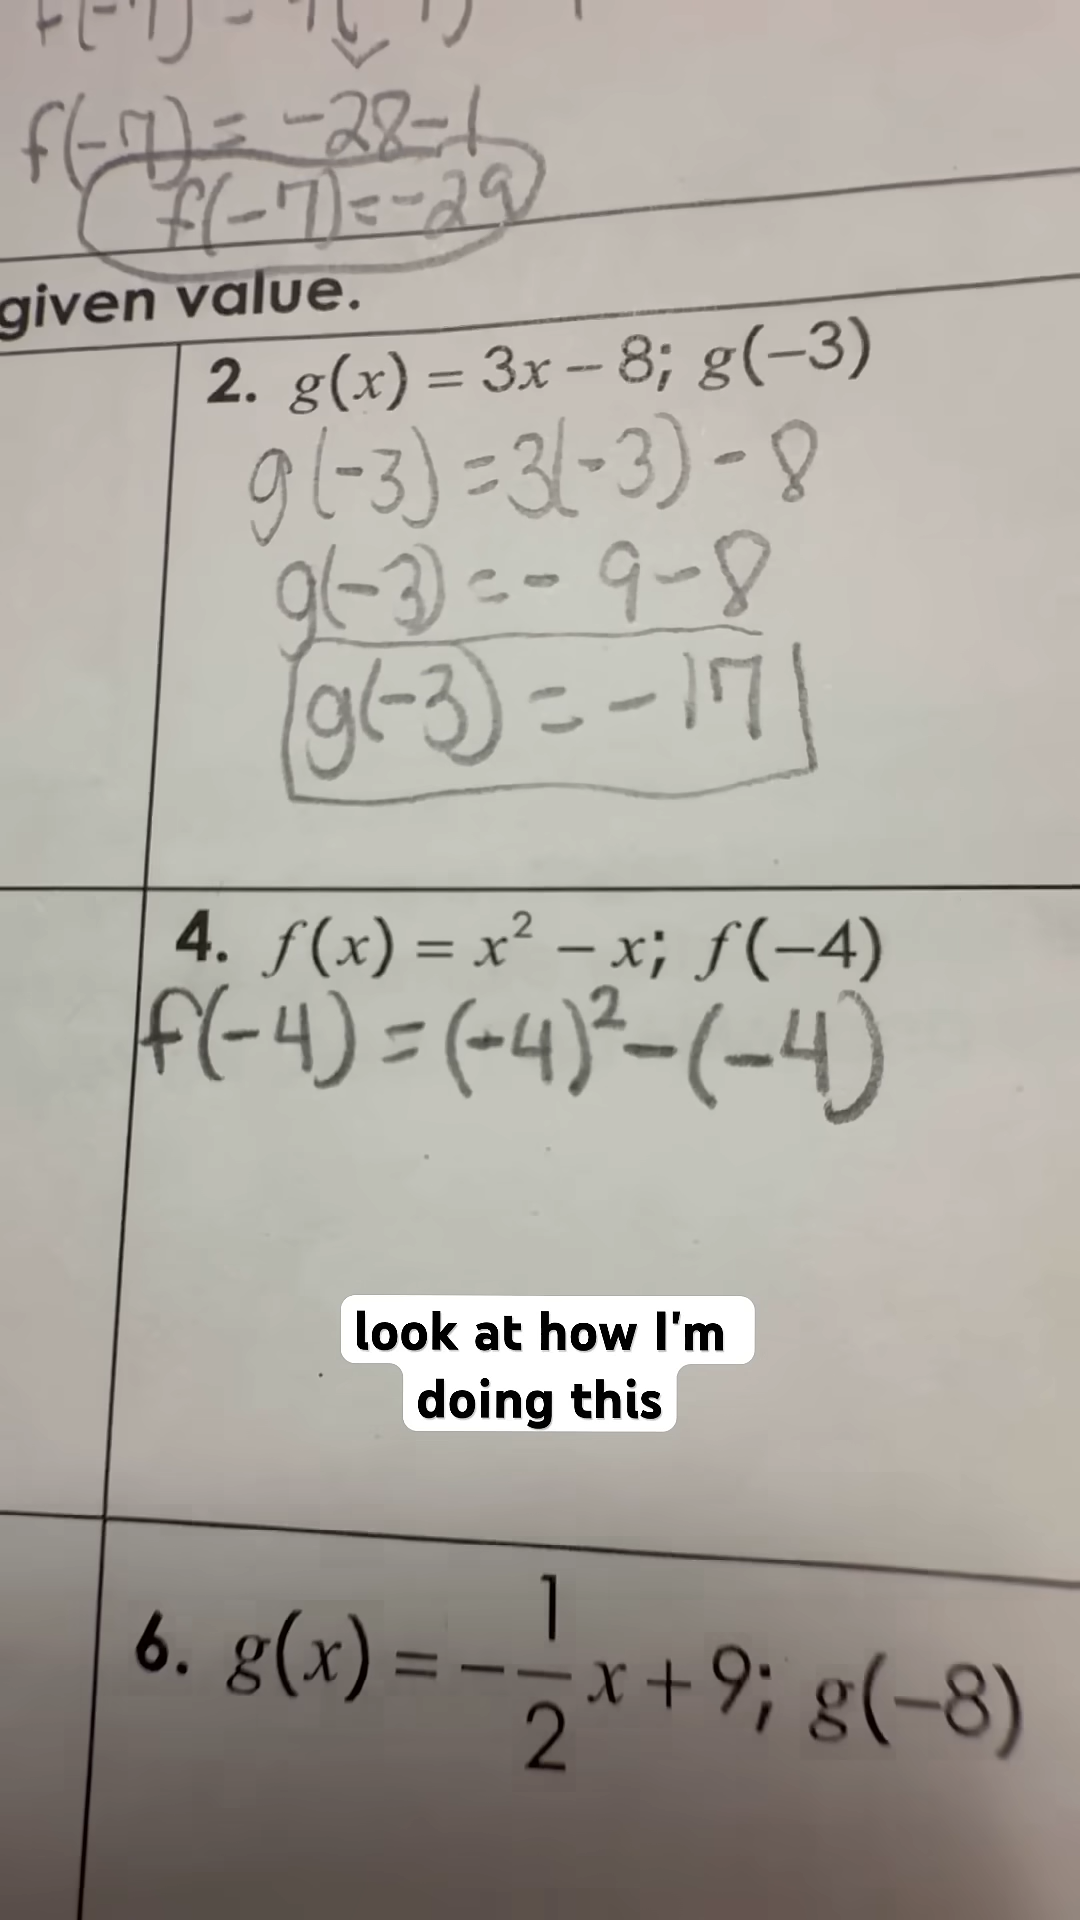 f(-7) = -28-1
f(-7)=-29
given value.
2. g(x) = 3x – 8; g(–3)
g(-3) = 3(-3) - 8
g(-3) = - 9 - 8
g(-3) = - 17
4. f(x) = x² – x; f(–4)
f(-4) = (-4)² - (-4)
look at how I'm
doing this
6. g(x) = -1/2 x + 9; g(–8)